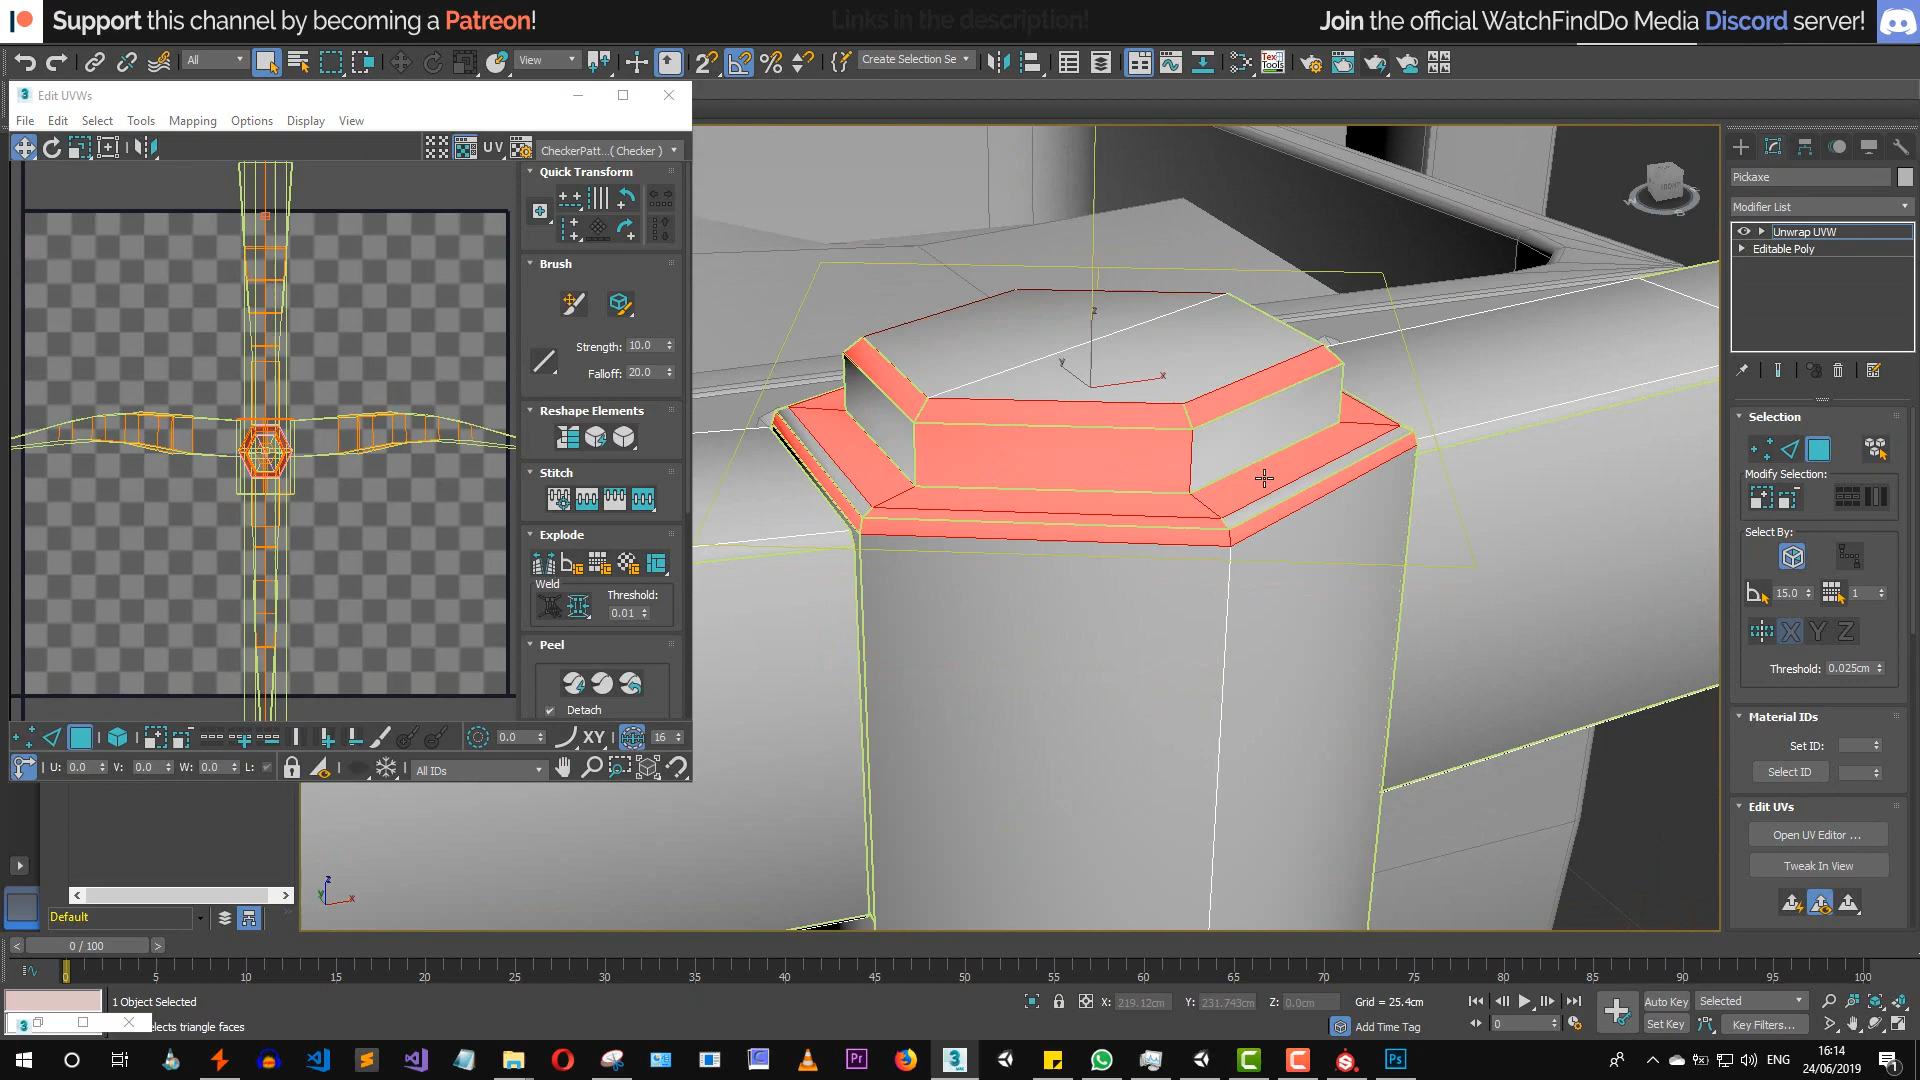 Support this channel by becoming a Patreon!
Links in the description!
Join the official WatchFindDo Media Discord server!
All
View
Create Selection Se
Edit UVWs
File Edit Select Tools Mapping Options Display View
UV
CheckerPatt...( Checker )
Quick Transform
Brush
Strength: 10.0
Falloff: 20.0
Reshape Elements
Stitch
Explode
Weld
Threshold:
0.01
Peel
Detach
0.0
XY
16
U: 0.0 V: 0.0 W: 0.0 L:
All IDs
z
y
x
FRONT
Pickaxe
Modifier List
Unwrap UVW
Editable Poly
Selection
Modify Selection:
Select By:
15.0
1
X Y Z
Threshold: 0.025cm
Material IDs
Set ID:
Select ID
Edit UVs
Open UV Editor ...
Tweak In View
z
y
x
Default
0 / 100
0 5 10 15 20 25 30 35 40 45 50 55 60 65 70 75 80 85 90 95 100
1 Object Selected
elects triangle faces
X: 219.12cm Y: 231.743cm Z: 0.0cm Grid = 25.4cm
Add Time Tag
0
Auto Key Selected
Set Key Key Filters...
ENG
16:14
24/06/2019
1